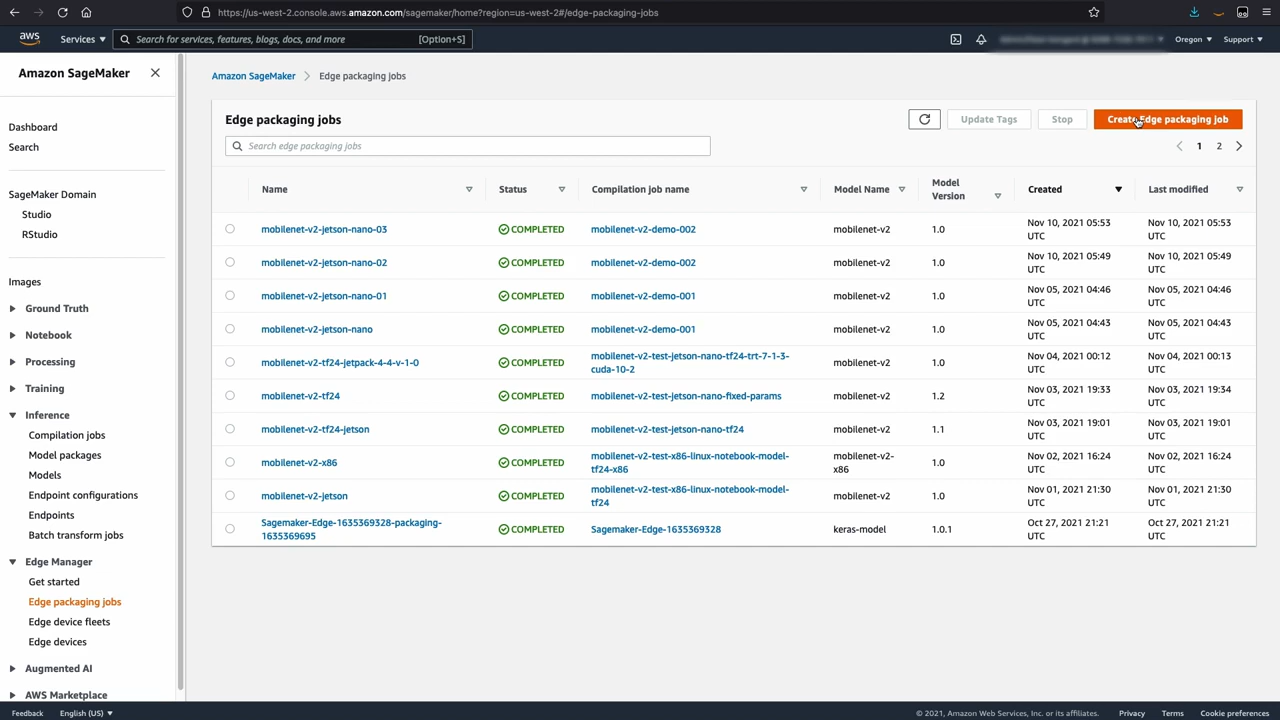 https://us-west-2.console.aws.amazon.com/sagemaker/home?region=us-west-2#/edge-packaging-jobs
aws
Services
Search for services, features, blogs, docs, and more
[Option+S]
Oregon
Support
Amazon SageMaker
Dashboard
Search
SageMaker Domain
Studio
RStudio
Images
Ground Truth
Notebook
Processing
Training
Inference
Compilation jobs
Model packages
Models
Endpoint configurations
Endpoints
Batch transform jobs
Edge Manager
Get started
Edge packaging jobs
Edge device fleets
Edge devices
Augmented AI
AWS Marketplace
Amazon SageMaker > Edge packaging jobs
Edge packaging jobs
Update Tags
Stop
Create Edge packaging job
Search edge packaging jobs
1 2
Name Status Compilation job name Model Name Model Version Created Last modified
mobilenet-v2-jetson-nano-03 COMPLETED mobilenet-v2-demo-002 mobilenet-v2 1.0 Nov 10, 2021 05:53 UTC Nov 10, 2021 05:53 UTC
mobilenet-v2-jetson-nano-02 COMPLETED mobilenet-v2-demo-002 mobilenet-v2 1.0 Nov 10, 2021 05:49 UTC Nov 10, 2021 05:49 UTC
mobilenet-v2-jetson-nano-01 COMPLETED mobilenet-v2-demo-001 mobilenet-v2 1.0 Nov 05, 2021 04:46 UTC Nov 05, 2021 04:46 UTC
mobilenet-v2-jetson-nano COMPLETED mobilenet-v2-demo-001 mobilenet-v2 1.0 Nov 05, 2021 04:43 UTC Nov 05, 2021 04:43 UTC
mobilenet-v2-tf24-jetpack-4-4-v-1-0 COMPLETED mobilenet-v2-test-jetson-nano-tf24-trt-7-1-3-cuda-10-2 mobilenet-v2 1.0 Nov 04, 2021 00:12 UTC Nov 04, 2021 00:13 UTC
mobilenet-v2-tf24 COMPLETED mobilenet-v2-test-jetson-nano-fixed-params mobilenet-v2 1.2 Nov 03, 2021 19:33 UTC Nov 03, 2021 19:34 UTC
mobilenet-v2-tf24-jetson COMPLETED mobilenet-v2-test-jetson-nano-tf24 mobilenet-v2 1.1 Nov 03, 2021 19:01 UTC Nov 03, 2021 19:01 UTC
mobilenet-v2-x86 COMPLETED mobilenet-v2-test-x86-linux-notebook-model-tf24-x86 mobilenet-v2-x86 1.0 Nov 02, 2021 16:24 UTC Nov 02, 2021 16:24 UTC
mobilenet-v2-jetson COMPLETED mobilenet-v2-test-x86-linux-notebook-model-tf24 mobilenet-v2 1.0 Nov 01, 2021 21:30 UTC Nov 01, 2021 21:30 UTC
Sagemaker-Edge-1635369328-packaging-1635369695 COMPLETED Sagemaker-Edge-1635369328 keras-model 1.0.1 Oct 27, 2021 21:21 UTC Oct 27, 2021 21:21 UTC
Feedback
English (US)
© 2021, Amazon Web Services, Inc. or its affiliates.
Privacy
Terms
Cookie preferences